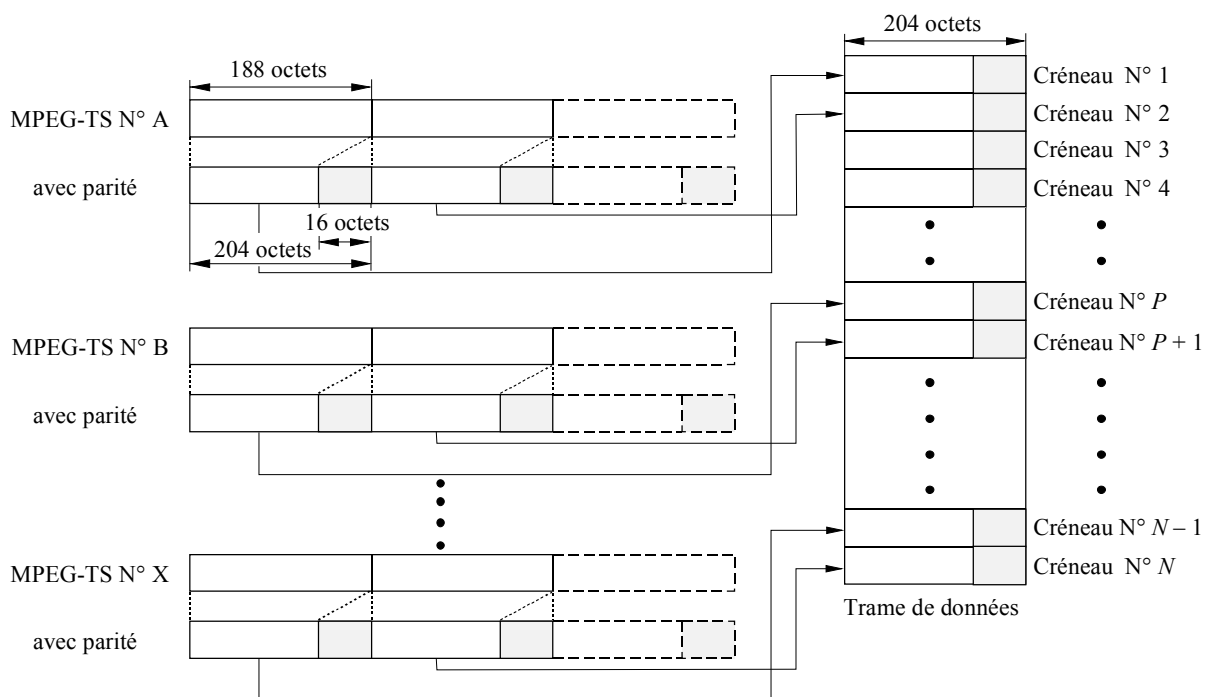 204 octets
188 octets
Créneau N° 1
MPEG-TS N° A
Créneau N° 2
Créneau N° 3
avec parité
Créneau N° 4
16 octets
204 octets
Créneau N° P
MPEG-TS N° B
Créneau N° P + 1
avec parité
Créneau N° N – 1
MPEG-TS N° X
Créneau N° N
Trame de données
avec parité